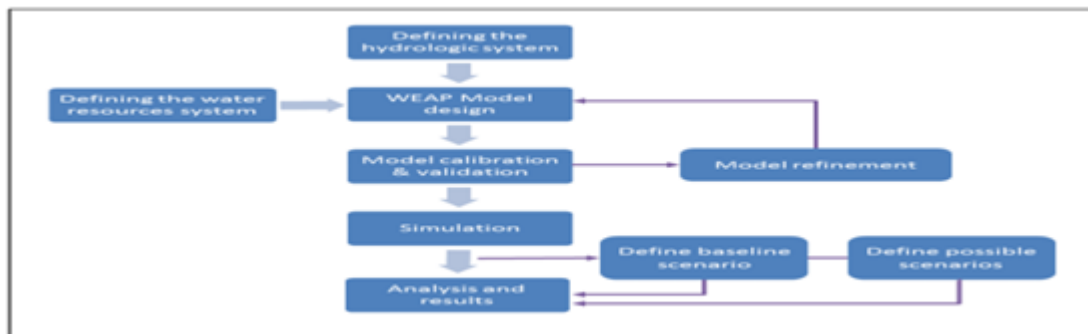 Defining the
hydrologic system
Defining the water
resources system
WEAP Model
design
Model calibration
& validation
Model refinement
Simulation
Define baseline
scenario
Define possible
scenarios
Analysis and
results